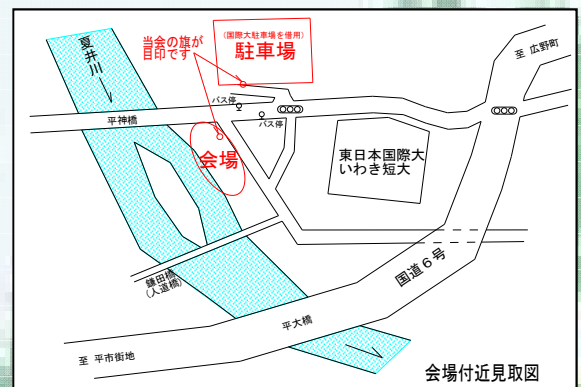 (国際大駐車場を借用)
駐車場
当会の旗が
目印です
至 広野町
夏井川
バス停
平神橋
バス停
会場
東日本国際大
いわき短大
鎌田橋
(人道橋)
国道6号
平大橋
至 平市街地
会場付近見取図